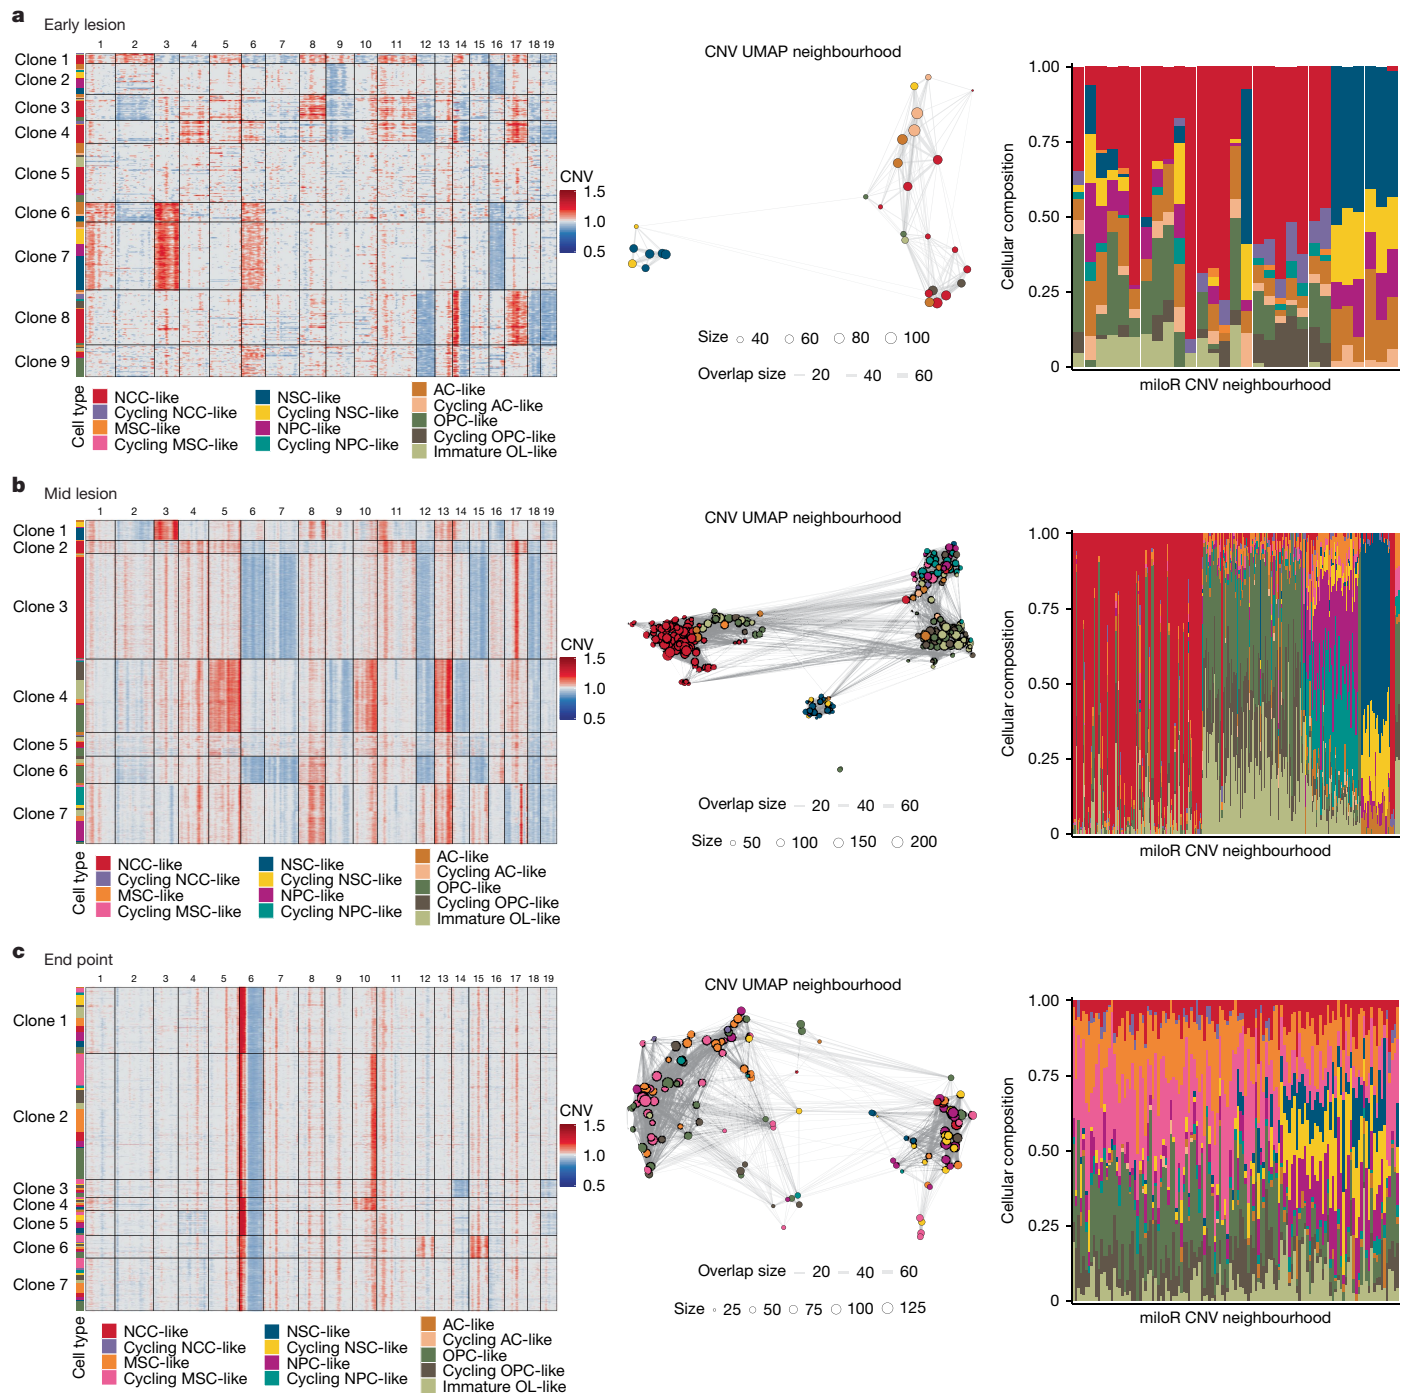 a
Early lesion
1 2 3 4 5 6 7 8 9 10 11 12 14 16 17 19
Clone 1
Clone 2
Clone 3
Clone 4
Clone 5
Clone 6
Clone 7
Clone 8
Clone 9
CNV
1.5
1.0
0.5
Cell type
NCC-like
Cycling NCC-like
MSC-like
Cycling MSC-like
NSC-like
Cycling NSC-like
NPC-like
Cycling NPC-like
AC-like
Cycling AC-like
OPC-like
Cycling OPC-like
Immature OL-like
CNV UMAP neighbourhood
Size 40 60 80 100
Overlap size 20 40 60
Cellular composition
1.00
0.75
0.50
0.25
0
miloR CNV neighbourhood
b
Mid lesion
1 2 3 4 5 6 7 8 9 10 11 12 13 14 15 16 17 18 19
Clone 1
Clone 2
Clone 3
Clone 4
Clone 5
Clone 6
Clone 7
CNV
1.5
1.0
0.5
Cell type
NCC-like
Cycling NCC-like
MSC-like
Cycling MSC-like
NSC-like
Cycling NSC-like
NPC-like
Cycling NPC-like
AC-like
Cycling AC-like
OPC-like
Cycling OPC-like
Immature OL-like
CNV UMAP neighbourhood
Overlap size 20 40 60
Size 50 100 150 200
Cellular composition
1.00
0.75
0.50
0.25
0
miloR CNV neighbourhood
c
End point
1 2 3 4 5 6 7 8 9 10 11 12 13 14 15 16 17 18 19
Clone 1
Clone 2
Clone 3
Clone 4
Clone 5
Clone 6
Clone 7
CNV
1.5
1.0
0.5
Cell type
NCC-like
Cycling NCC-like
MSC-like
Cycling MSC-like
NSC-like
Cycling NSC-like
NPC-like
Cycling NPC-like
AC-like
Cycling AC-like
OPC-like
Cycling OPC-like
Immature OL-like
CNV UMAP neighbourhood
Overlap size 20 40 60
Size 25 50 75 100 125
Cellular composition
1.00
0.75
0.50
0.25
0
miloR CNV neighbourhood